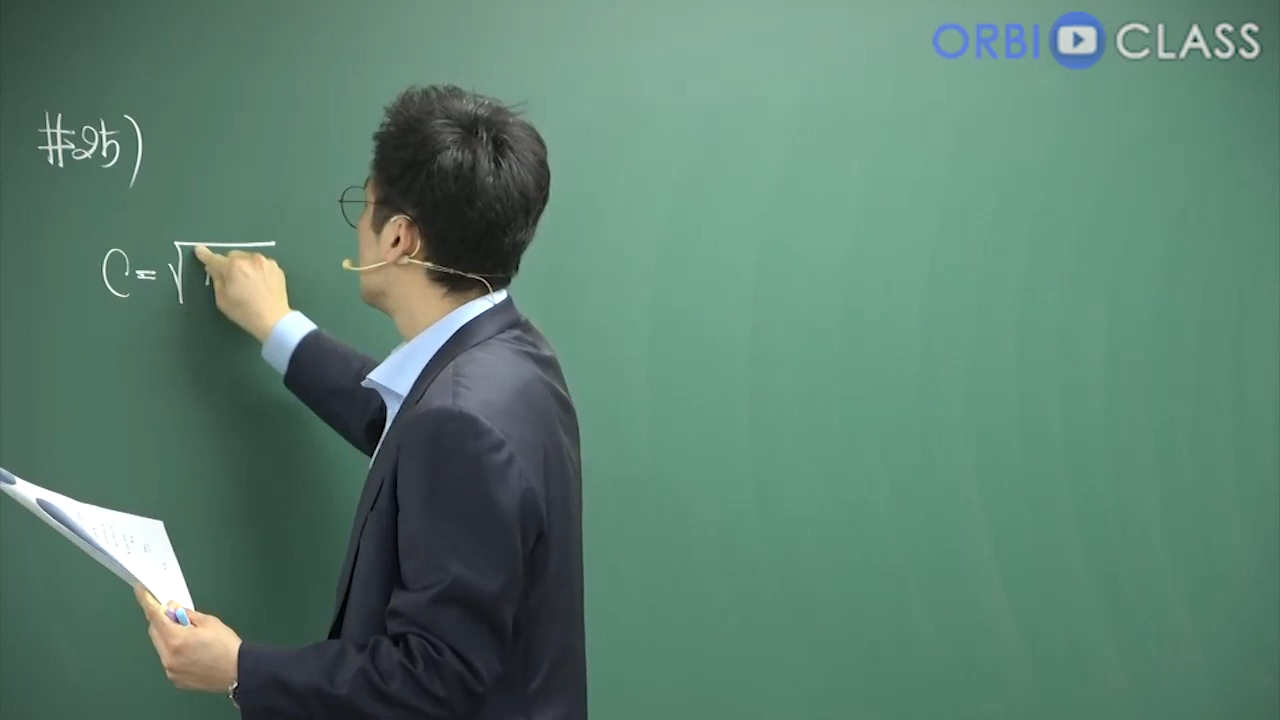 ORBI CLASS
#25)
C = √